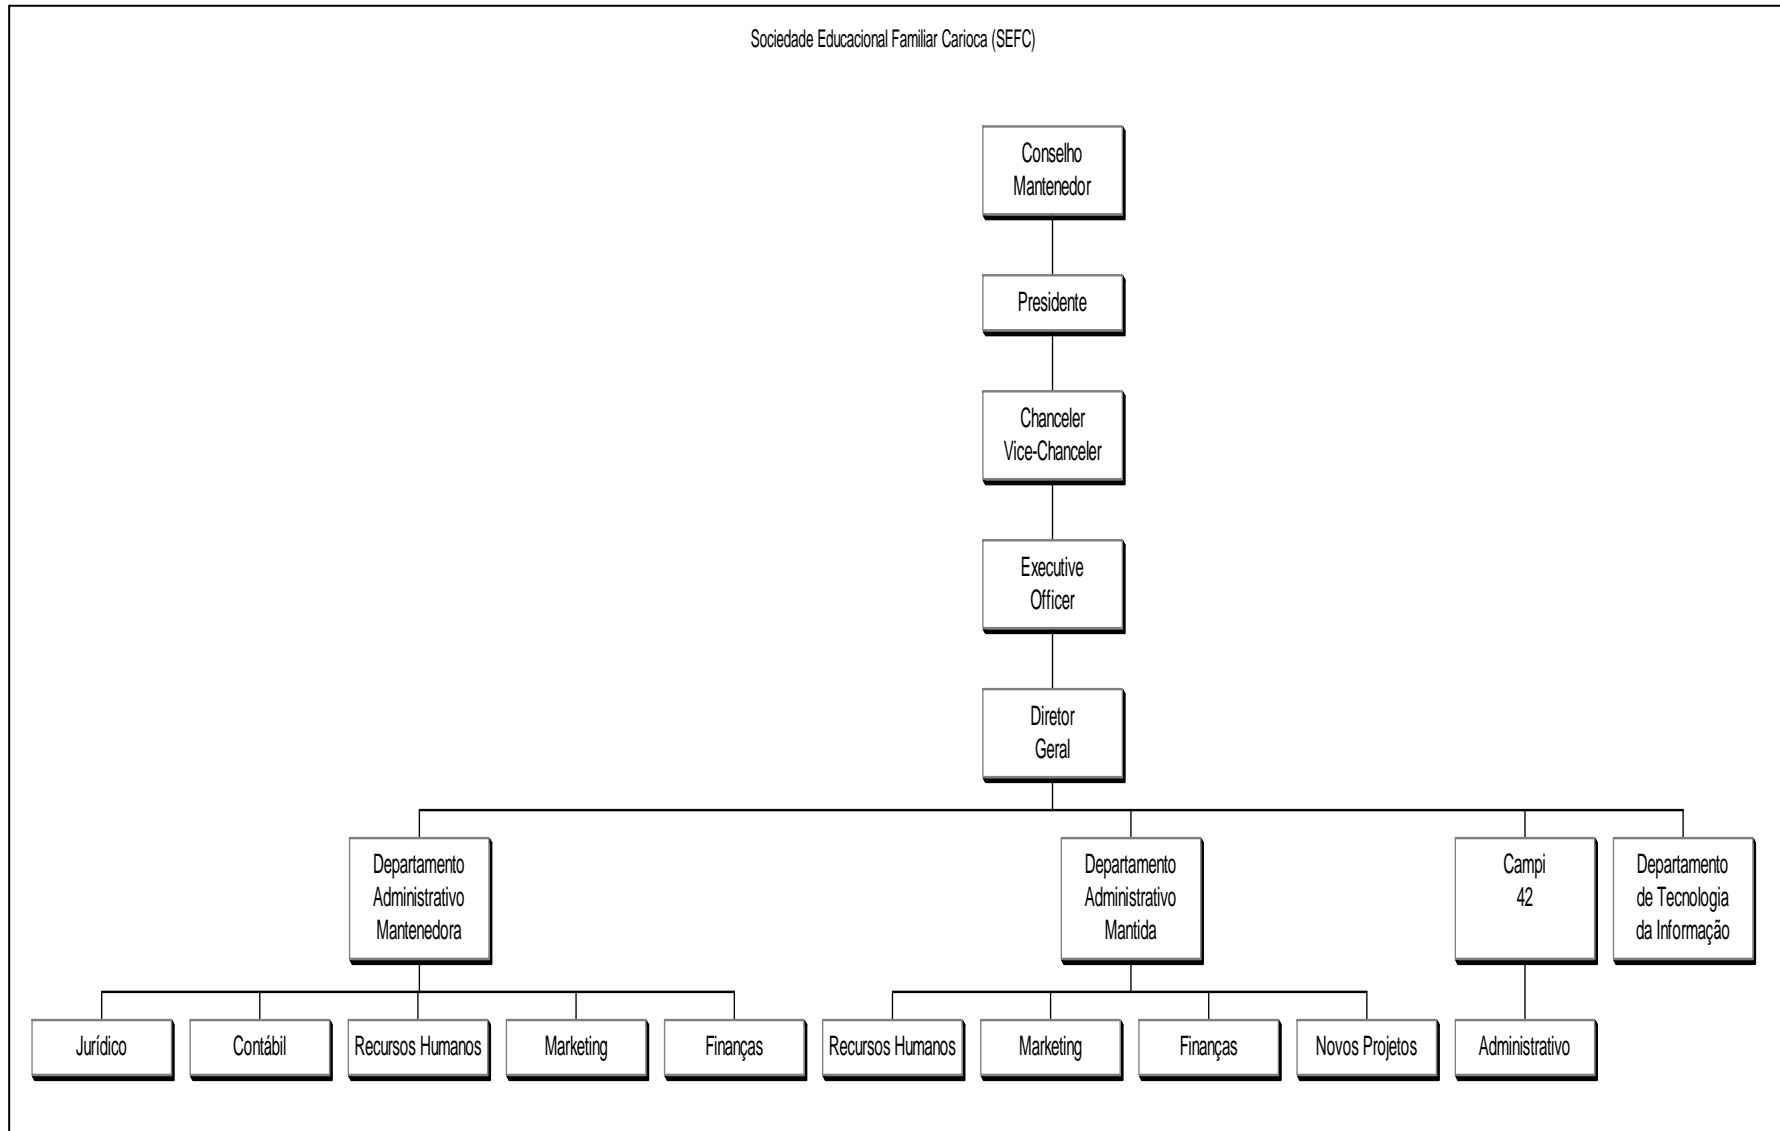 Sociedade Educacional Familiar Carioca (SEFC)
Conselho
Mantenedor
Presidente
Chanceler
Vice-Chanceler
Executive
Officer
Diretor
Geral
Departamento
Administrativo
Mantenedora
Departamento
Administrativo
Mantida
Campi
42
Departamento
de Tecnologia
da Informação
Jurídico
Contábil
Recursos Humanos
Marketing
Finanças
Recursos Humanos
Marketing
Finanças
Novos Projetos
Administrativo